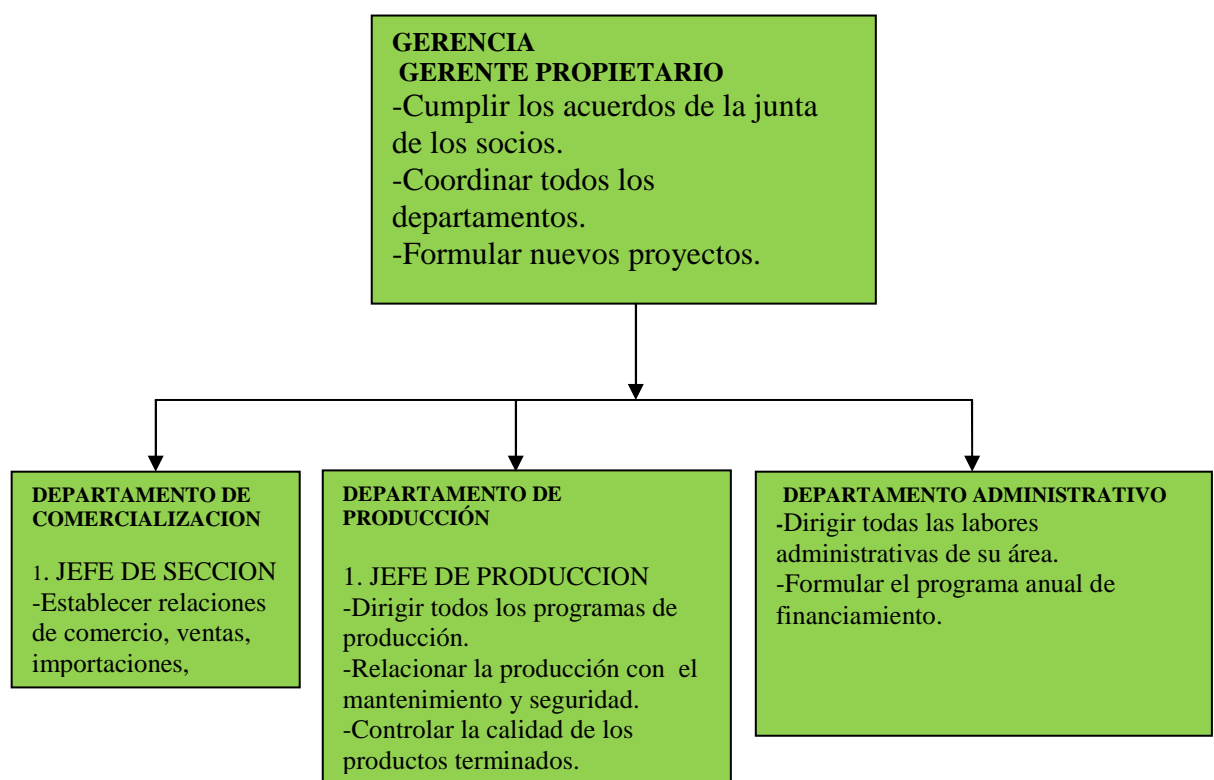 GERENCIA
GERENTE PROPIETARIO
-Cumplir los acuerdos de la junta
de los socios.
-Coordinar todos los
departamentos.
-Formular nuevos proyectos.
DEPARTAMENTO DE
COMERCIALIZACION
1. JEFE DE SECCION
-Establecer relaciones
de comercio, ventas,
importaciones,
DEPARTAMENTO DE
PRODUCCIÓN
1. JEFE DE PRODUCCION
-Dirigir todos los programas de
producción.
-Relacionar la producción con el
mantenimiento y seguridad.
-Controlar la calidad de los
productos terminados.
DEPARTAMENTO ADMINISTRATIVO
-Dirigir todas las labores
administrativas de su área.
-Formular el programa anual de
financiamiento.